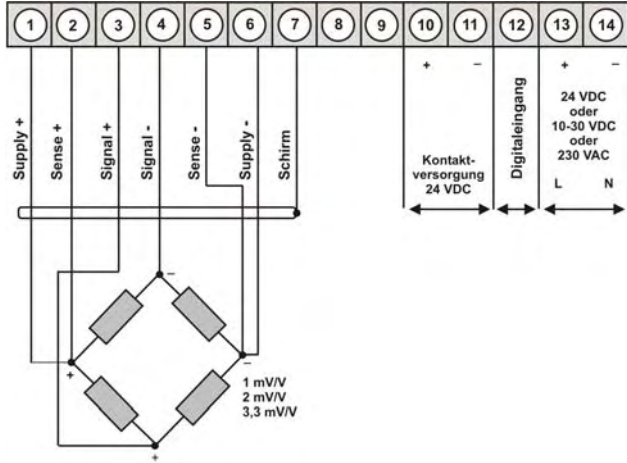 1 2 3 4 5 6 7 8 9 10 11 12 13 14
Supply +
Sense +
Signal +
Signal -
Sense -
Supply -
Schirm
+ –
Kontakt-
versorgung
24 VDC
Digitaleingang
+ –
24 VDC
oder
10-30 VDC
oder
230 VAC
L N
–
+
–
1 mV/V
2 mV/V
3,3 mV/V
+